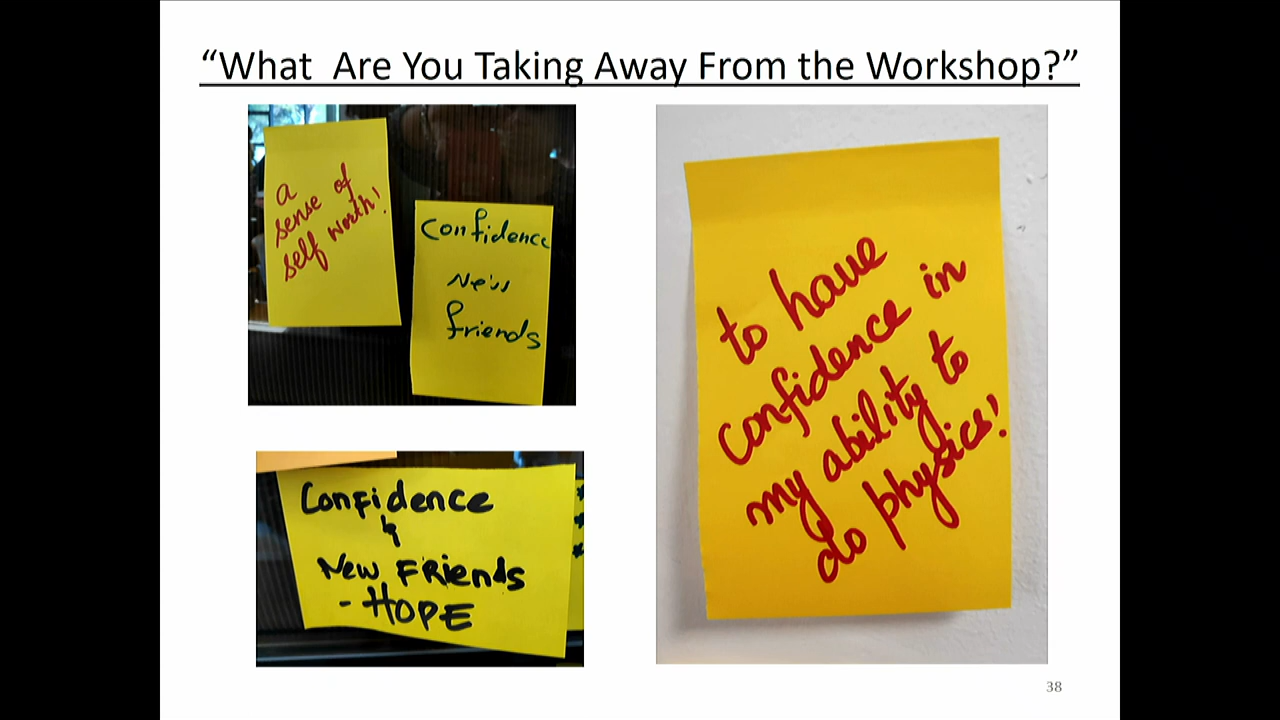 “What Are You Taking Away From the Workshop?”
a
sense of
self worth!
Confidence
New
friends
Confidence
&
New FRiends
- HOPE
to have
confidence in
my ability to
do physics!
38